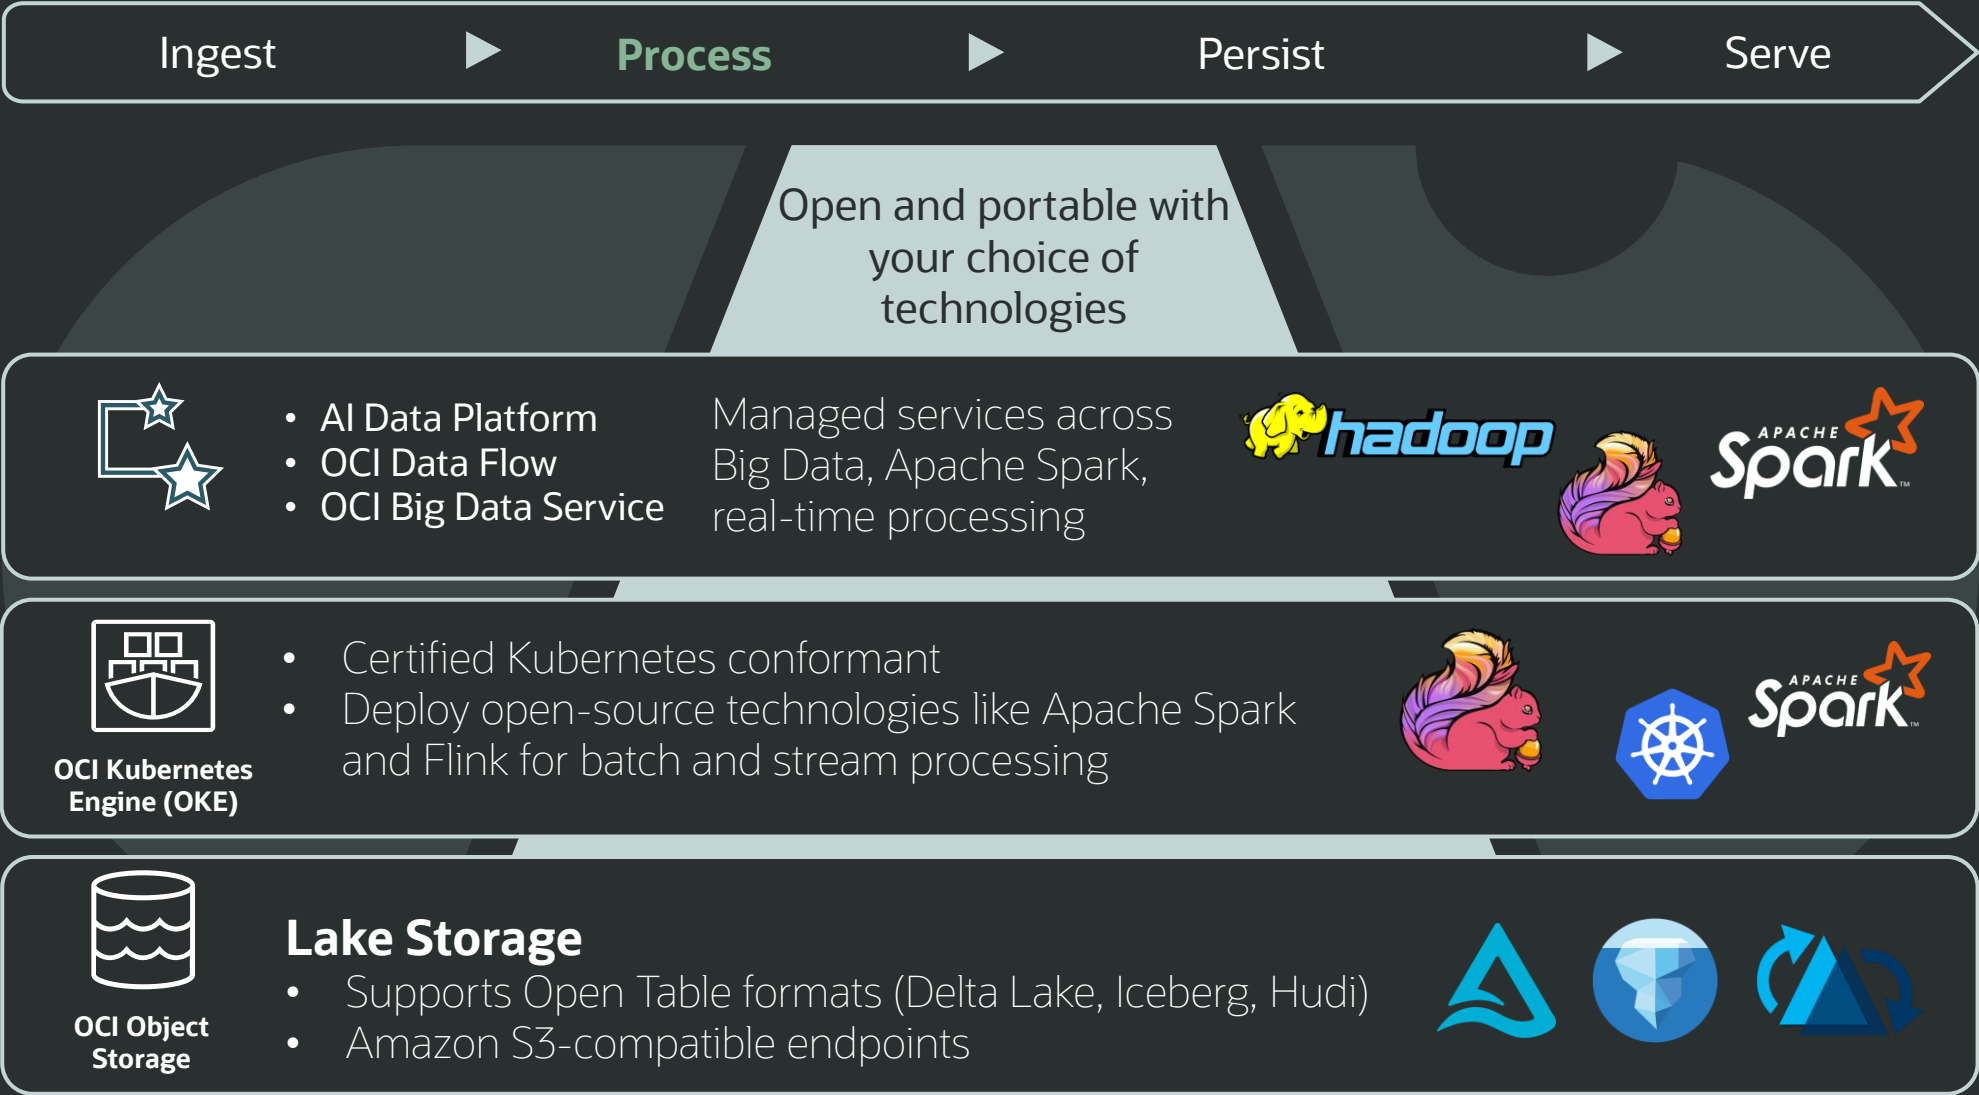 Ingest
Process
Persist
Serve
Open and portable with
your choice of
technologies
• AI Data Platform
• OCI Data Flow
• OCI Big Data Service
Managed services across
Big Data, Apache Spark,
real-time processing
hadoop
APACHE
Spark™
OCI Kubernetes
Engine (OKE)
• Certified Kubernetes conformant
• Deploy open-source technologies like Apache Spark
and Flink for batch and stream processing
APACHE
Spark™
OCI Object
Storage
Lake Storage
• Supports Open Table formats (Delta Lake, Iceberg, Hudi)
• Amazon S3-compatible endpoints